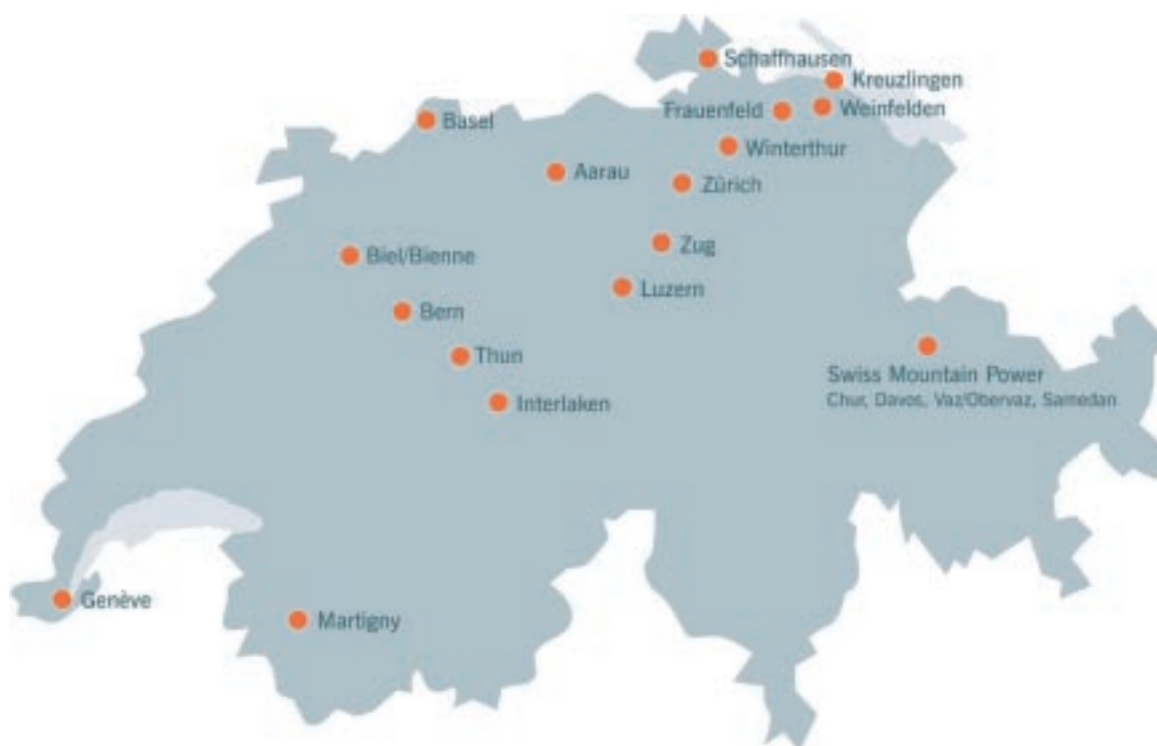 Schaffhausen
Kreuzlingen
Frauenfeld
Weinfelden
Basel
Winterthur
Aarau
Zürich
Zug
Biel/Bienne
Luzern
Bern
Thun
Swiss Mountain Power
Chur, Davos, Vaz/Obervaz, Samedan
Interlaken
Genève
Martigny